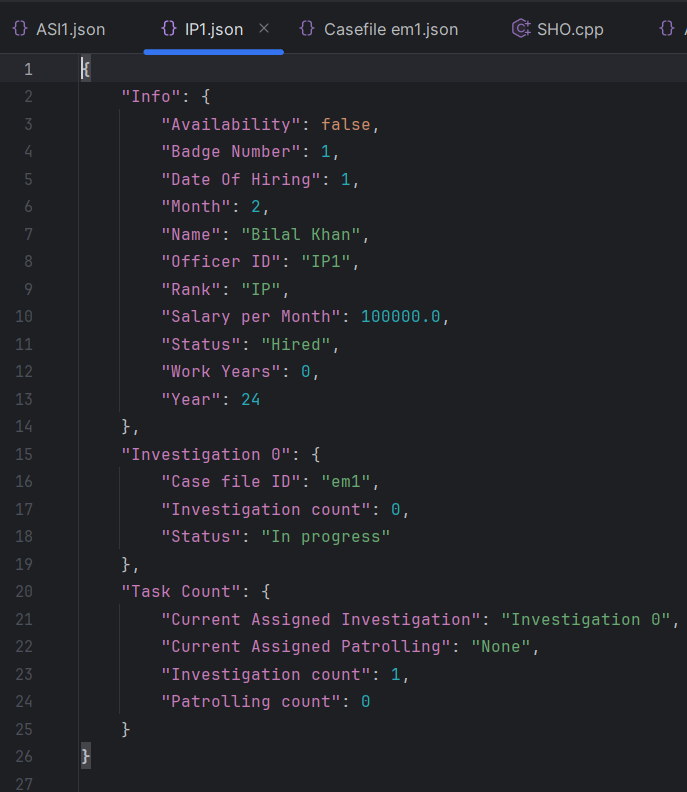 ASI1.json IP1.json × Casefile em1.json SHO.cpp
1 {
2 "Info": {
3 "Availability": false,
4 "Badge Number": 1,
5 "Date Of Hiring": 1,
6 "Month": 2,
7 "Name": "Bilal Khan",
8 "Officer ID": "IP1",
9 "Rank": "IP",
10 "Salary per Month": 100000.0,
11 "Status": "Hired",
12 "Work Years": 0,
13 "Year": 24
14 },
15 "Investigation 0": {
16 "Case file ID": "em1",
17 "Investigation count": 0,
18 "Status": "In progress"
19 },
20 "Task Count": {
21 "Current Assigned Investigation": "Investigation 0",
22 "Current Assigned Patrolling": "None",
23 "Investigation count": 1,
24 "Patrolling count": 0
25 }
26 }
27